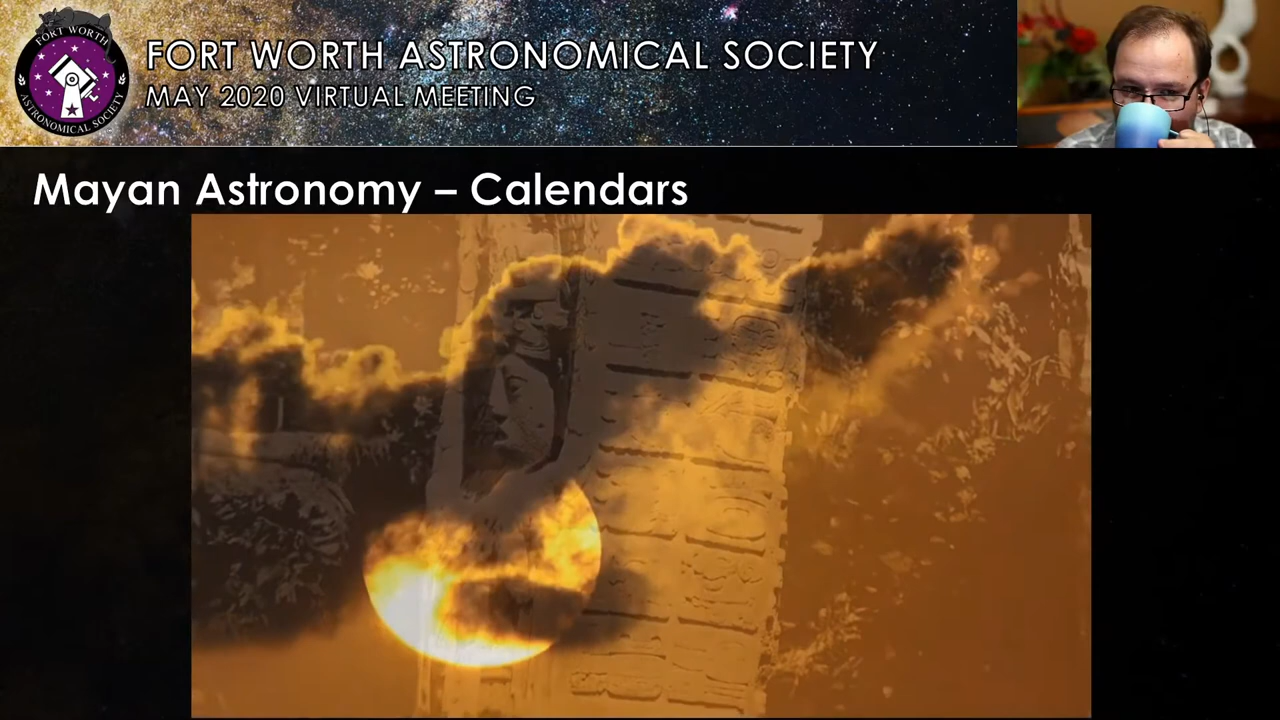 FORT WORTH
ASTRONOMICAL SOCIETY
FORT WORTH ASTRONOMICAL SOCIETY
MAY 2020 VIRTUAL MEETING
Mayan Astronomy – Calendars